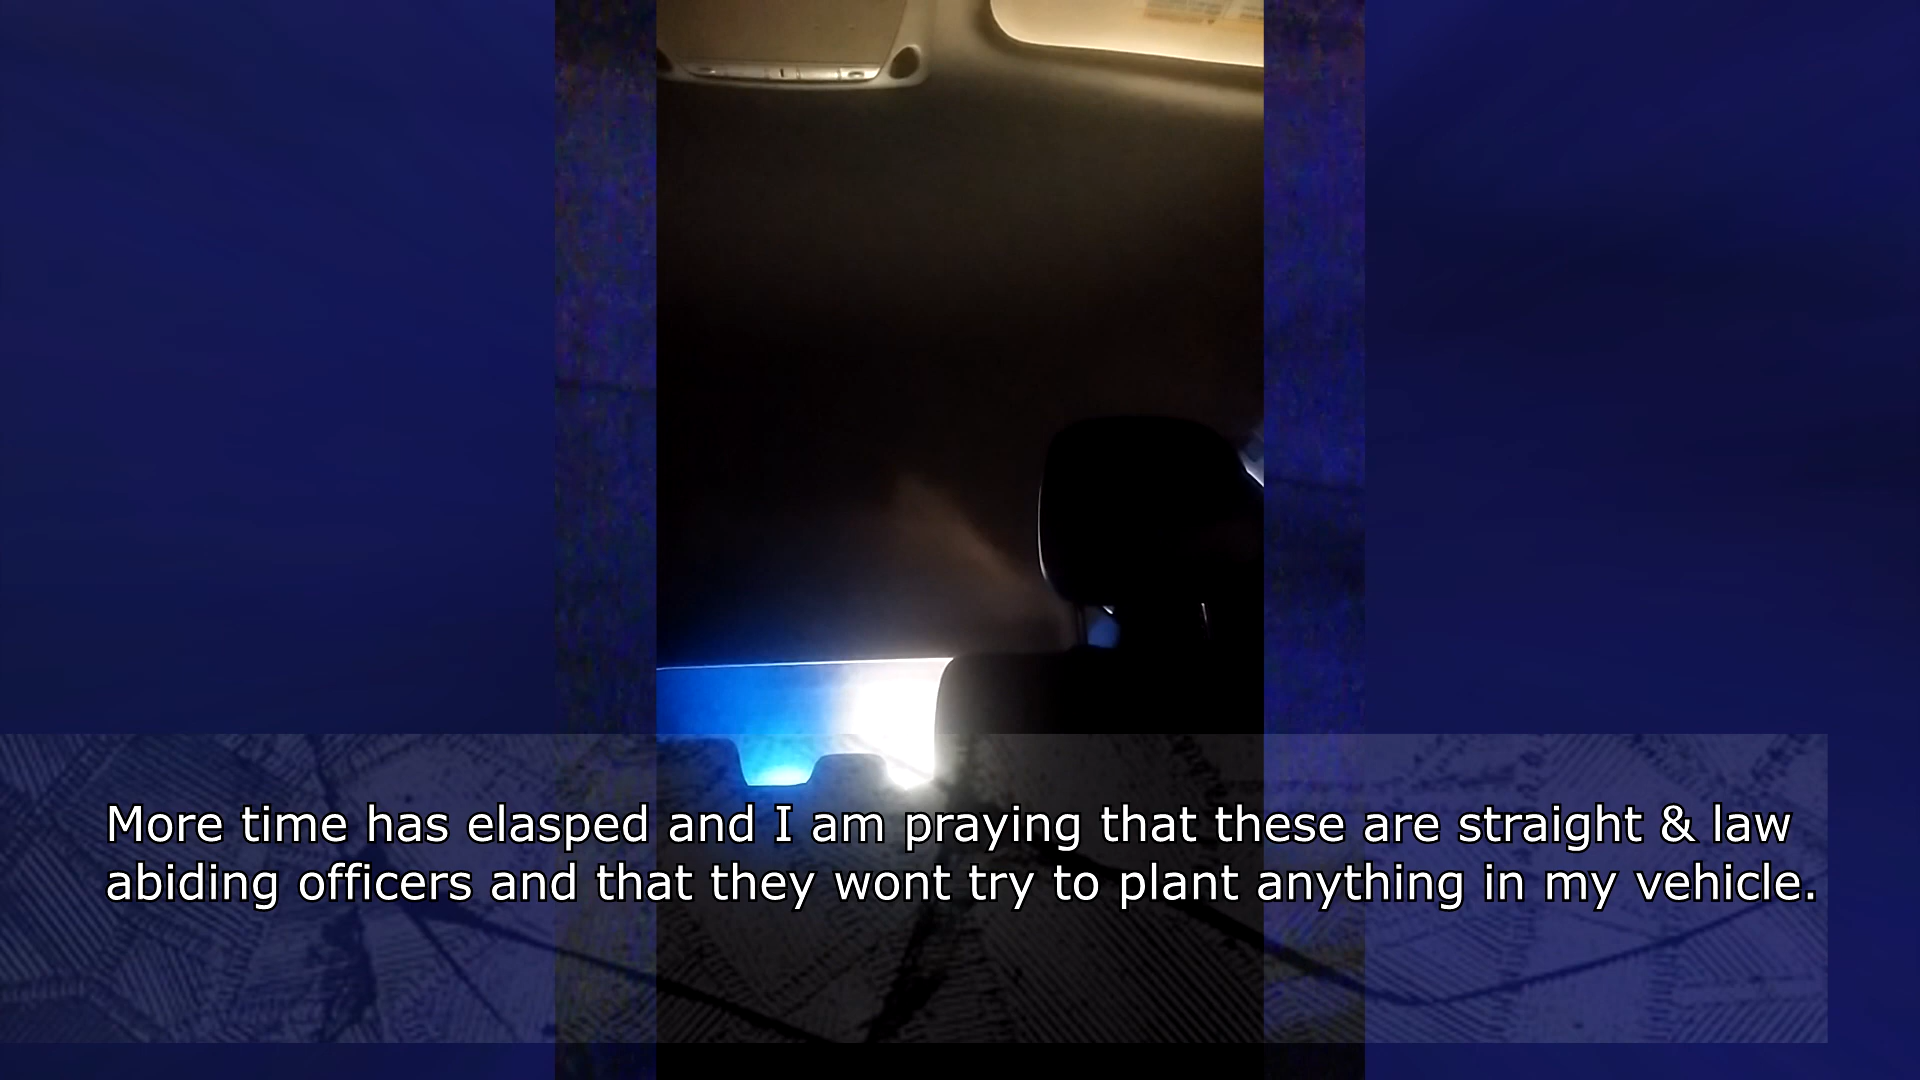 More time has elasped and I am praying that these are straight & law
abiding officers and that they wont try to plant anything in my vehicle.